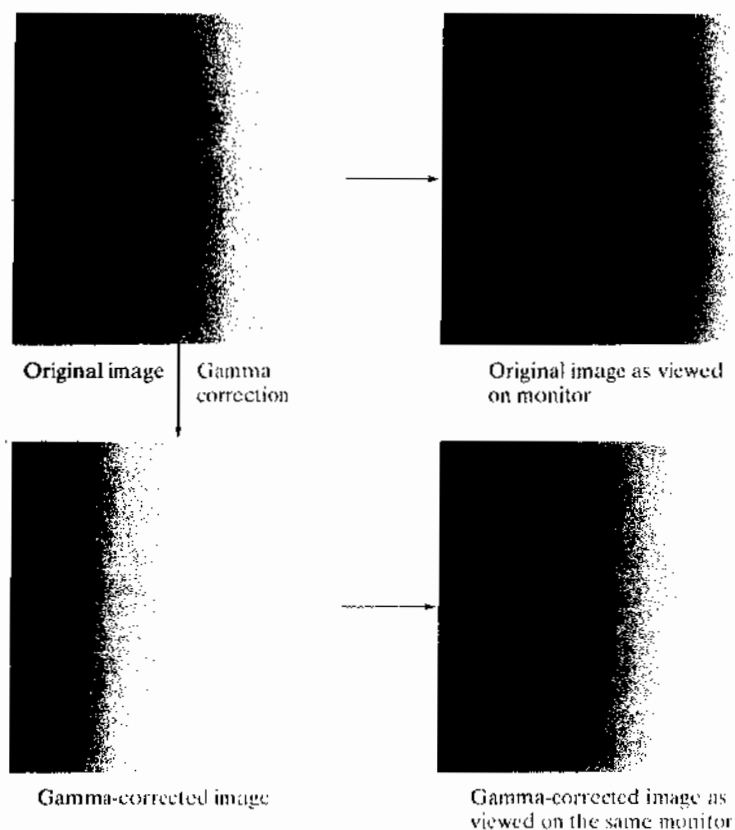 Original image
Gamma
correction
Original image as viewed
on monitor
Gamma-corrected image
Gamma-corrected image as
viewed on the same monitor